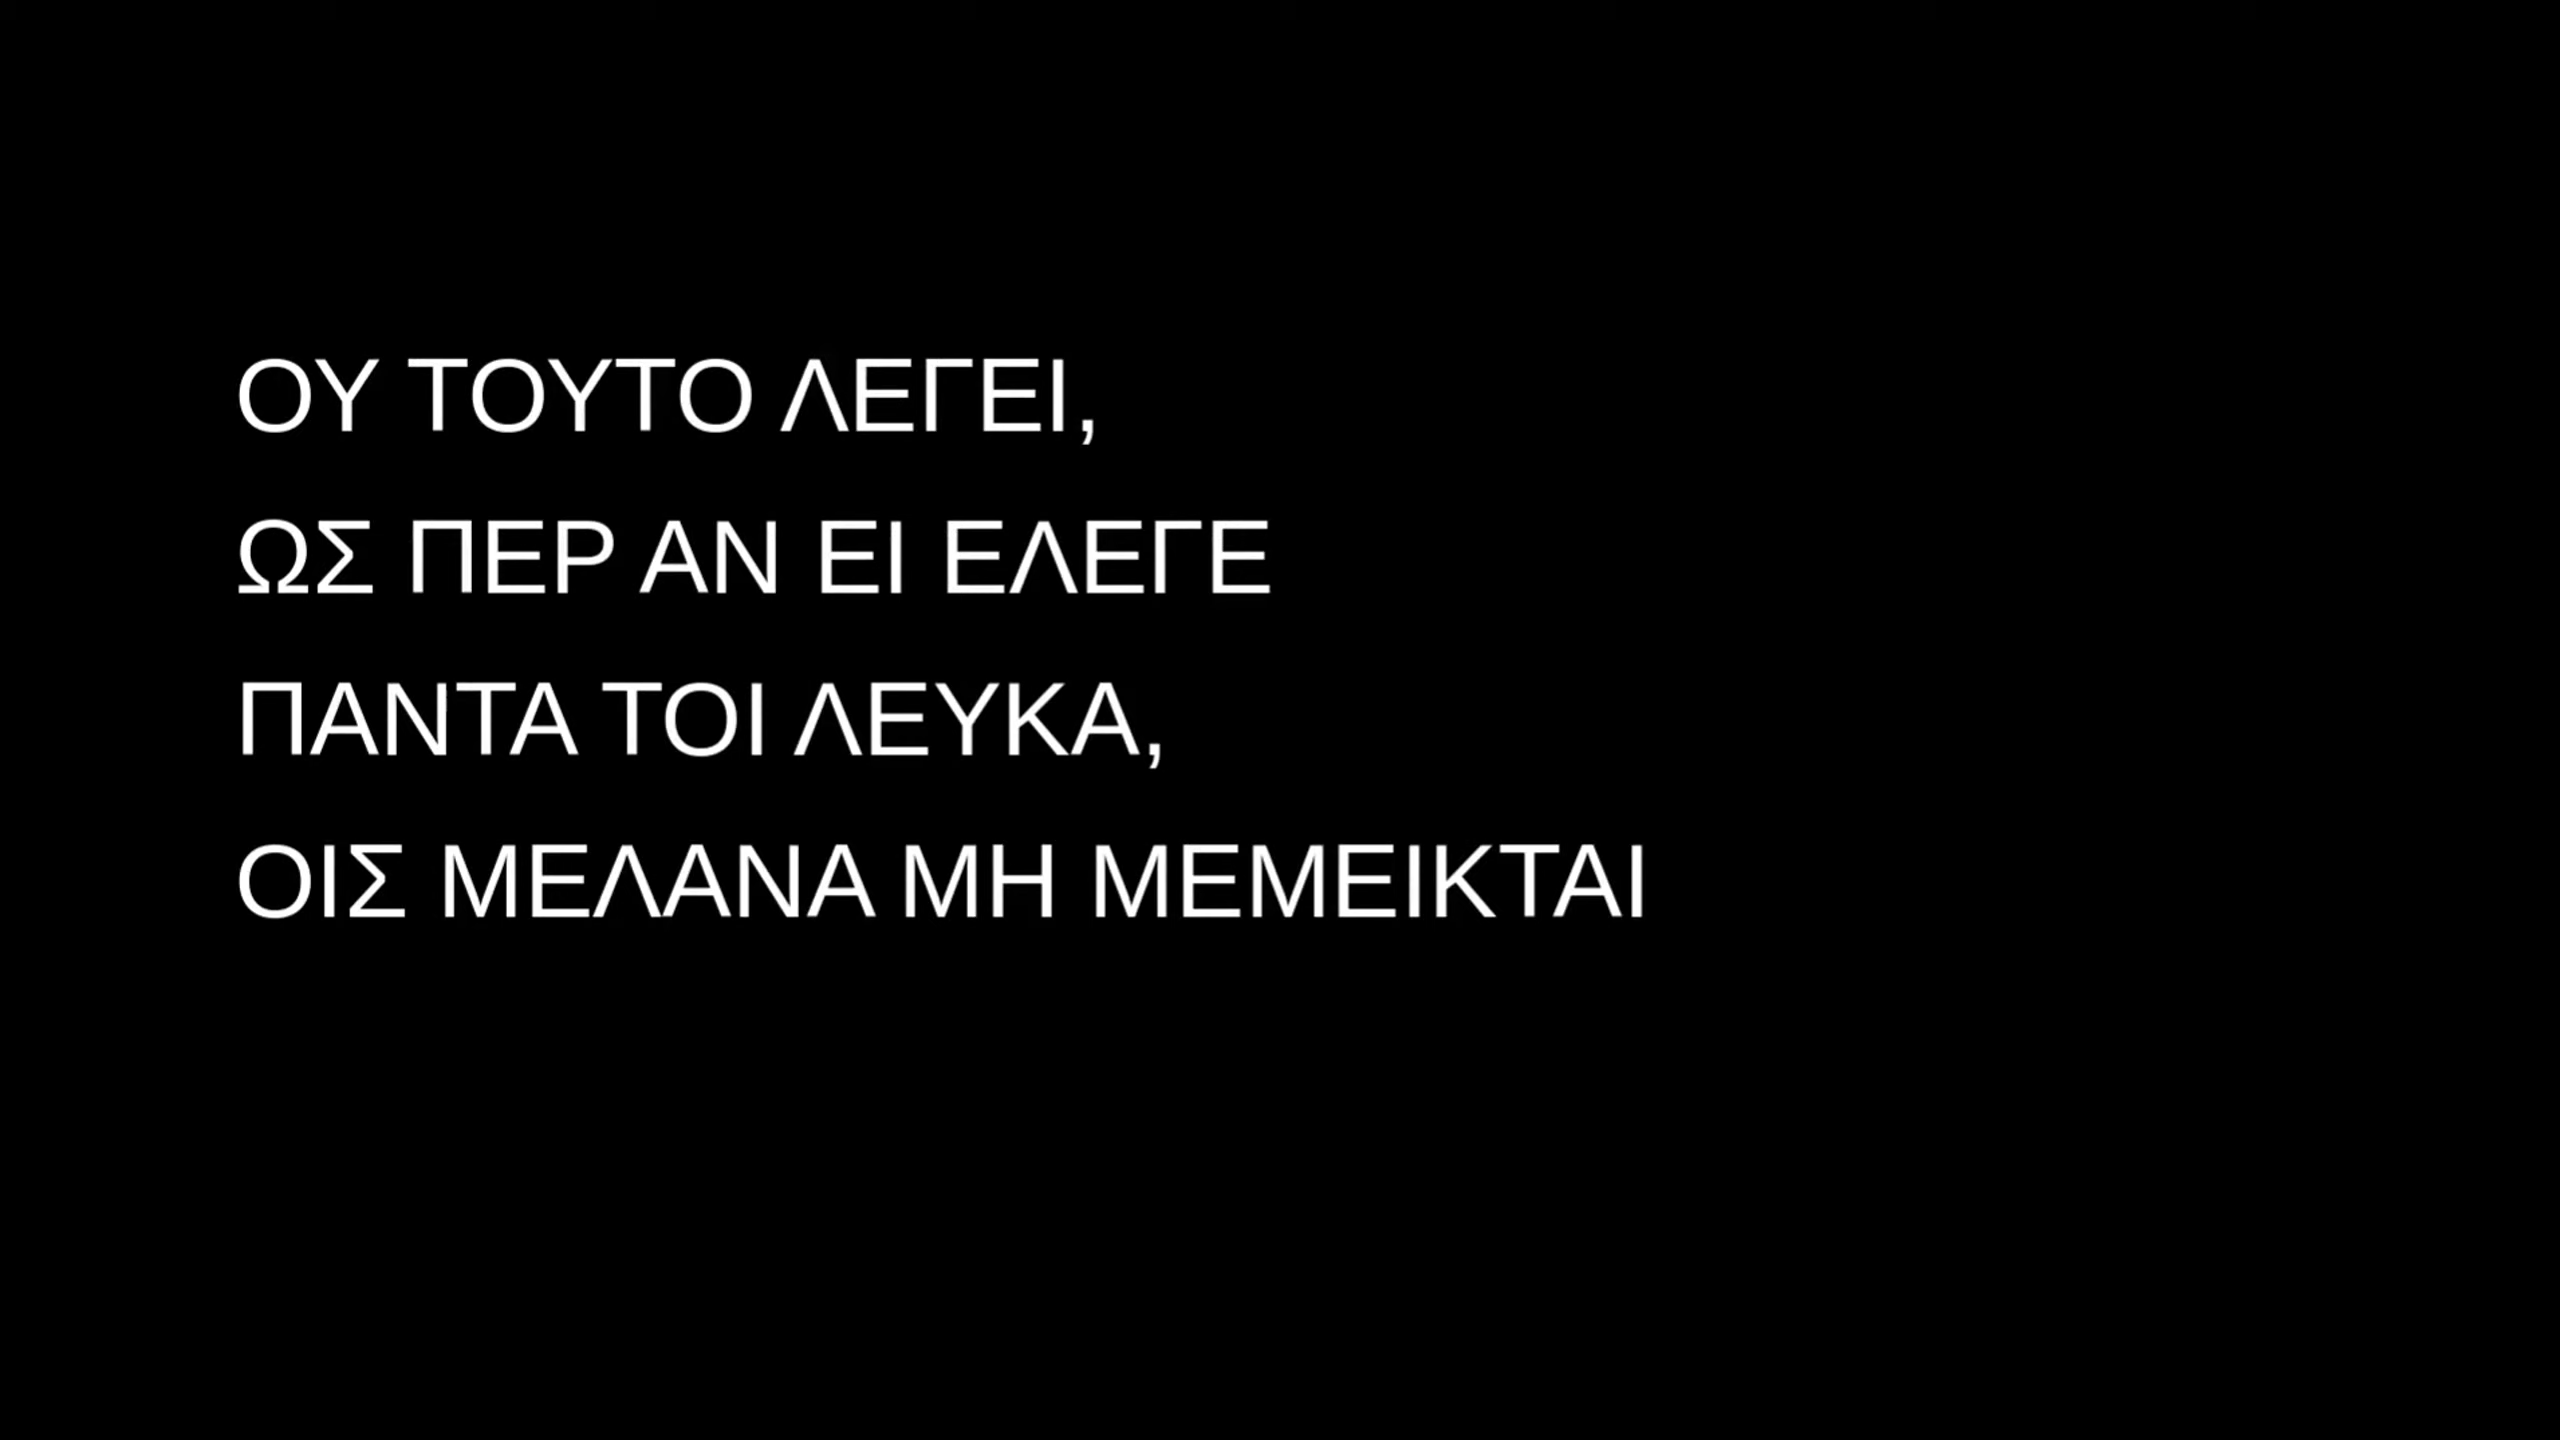 ΟΥ ΤΟΥΤΟ ΛΕΓΕΙ,
ΩΣ ΠΕΡ ΑΝ ΕΙ ΕΛΕΓΕ
ΠΑΝΤΑ ΤΟΙ ΛΕΥΚΑ,
ΟΙΣ ΜΕΛΑΝΑ ΜΗ ΜΕΜΕΙΚΤΑΙ